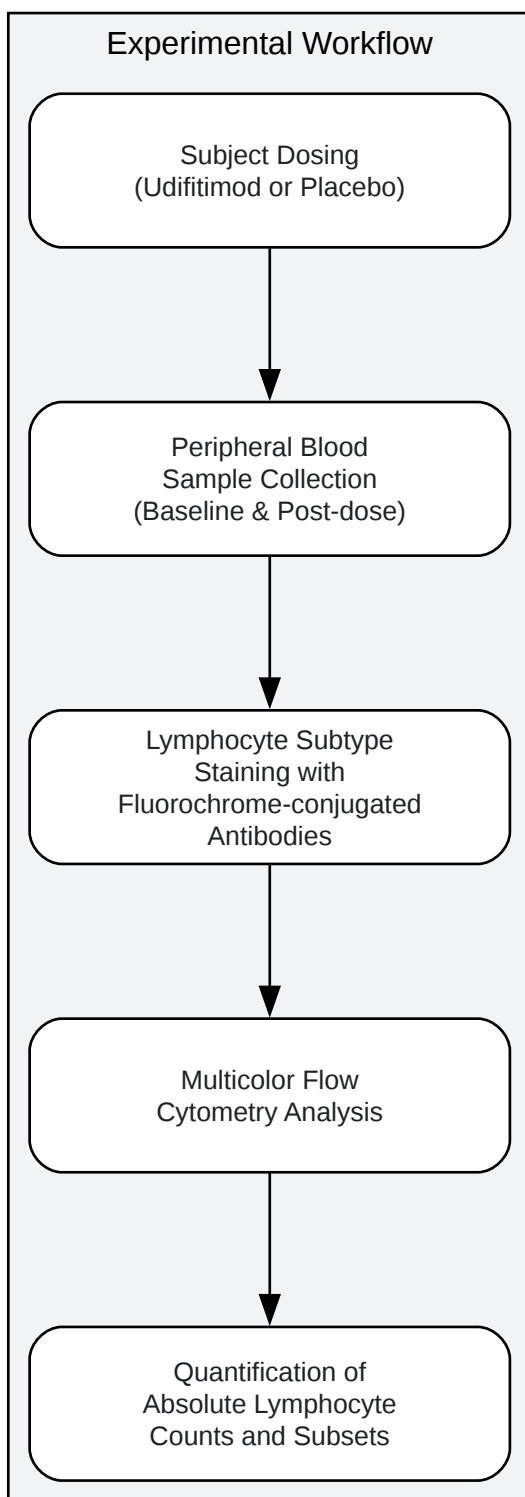 Experimental Workflow
Subject Dosing
(Udifitimod or Placebo)
Peripheral Blood
Sample Collection
(Baseline & Post-dose)
Lymphocyte Subtype
Staining with
Fluorochrome-conjugated
Antibodies
Multicolor Flow
Cytometry Analysis
Quantification of
Absolute Lymphocyte
Counts and Subsets